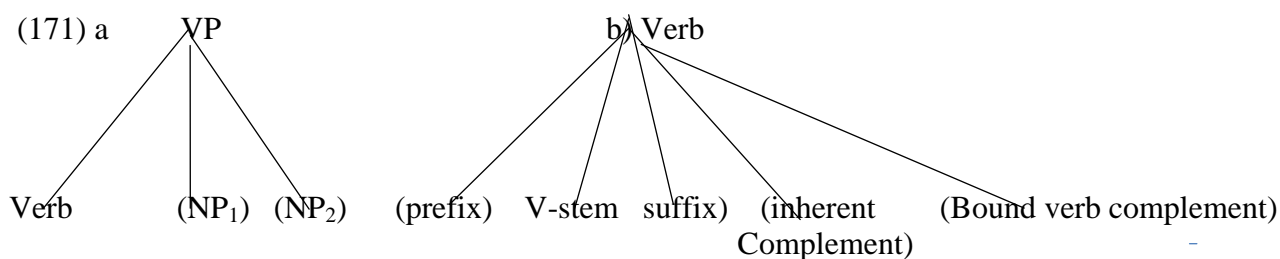 (171) a VP b) Verb
Verb (NP₁) (NP₂) (prefix) V-stem suffix) (inherent (Bound verb complement)
Complement)